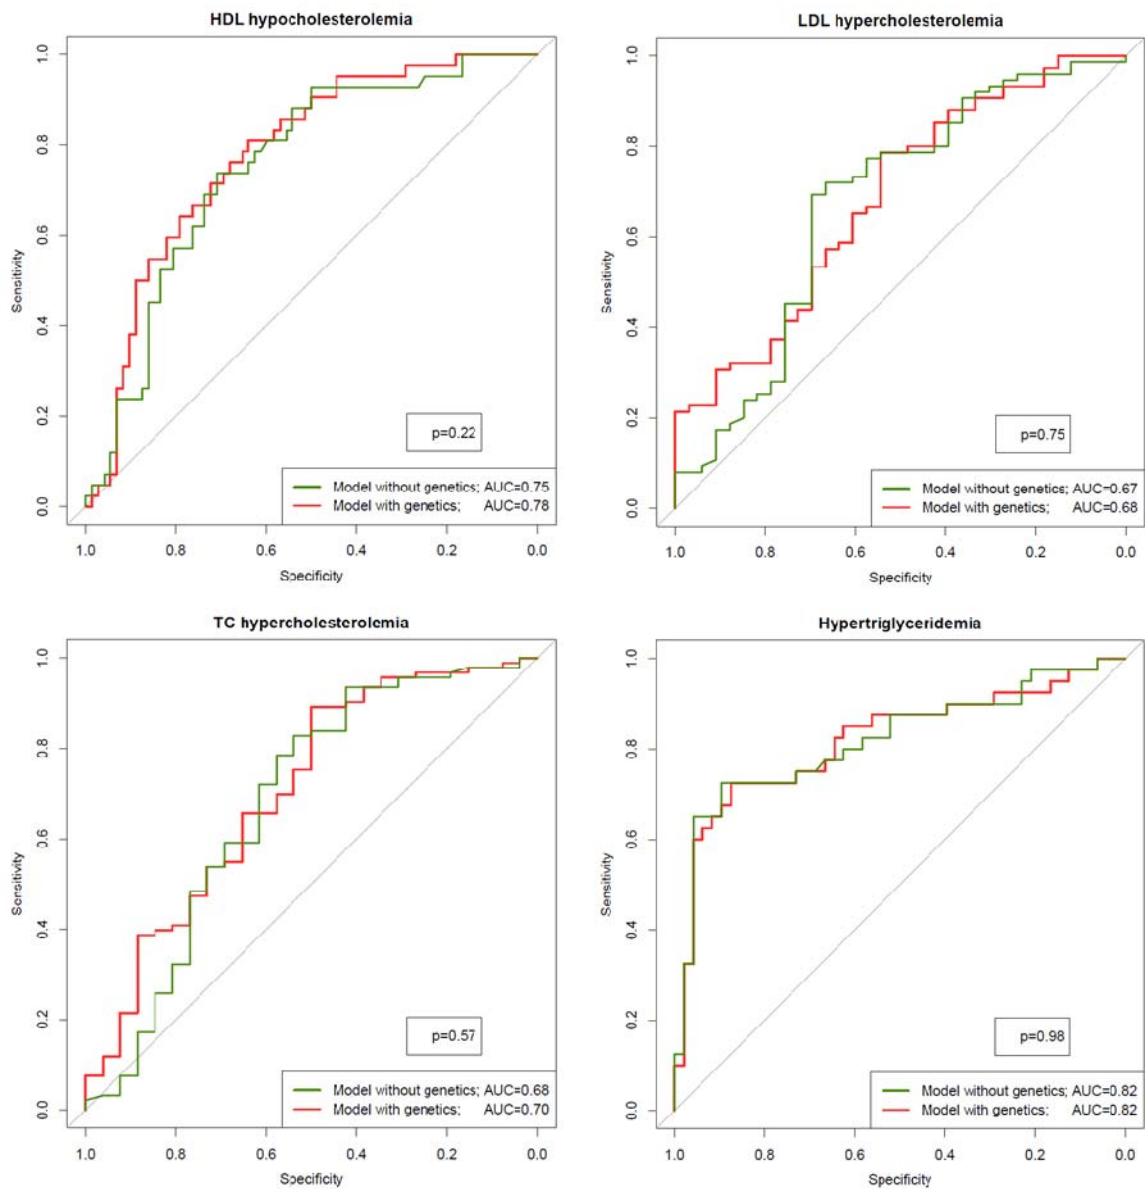 HDL hypocholesterolemia
1.0
0.8
0.6
0.4
0.2
0.0
Sensitivity
p=0.22
Model without genetics; AUC=0.75
Model with genetics; AUC=0.78
1.0 0.8 0.6 0.4 0.2 0.0
Specificity
LDL hypercholesterolemia
1.0
0.8
0.6
0.4
0.2
0.0
Sensitivity
p=0.75
Model without genetics; AUC=0.67
Model with genetics; AUC=0.68
1.0 0.8 0.6 0.4 0.2 0.0
Specificity
TC hypercholesterolemia
1.0
0.8
0.6
0.4
0.2
0.0
Sensitivity
p=0.57
Model without genetics; AUC=0.68
Model with genetics; AUC=0.70
1.0 0.8 0.6 0.4 0.2 0.0
Specificity
Hypertriglyceridemia
1.0
0.8
0.6
0.4
0.2
0.0
Sensitivity
p=0.98
Model without genetics; AUC=0.82
Model with genetics; AUC=0.82
1.0 0.8 0.6 0.4 0.2 0.0
Specificity